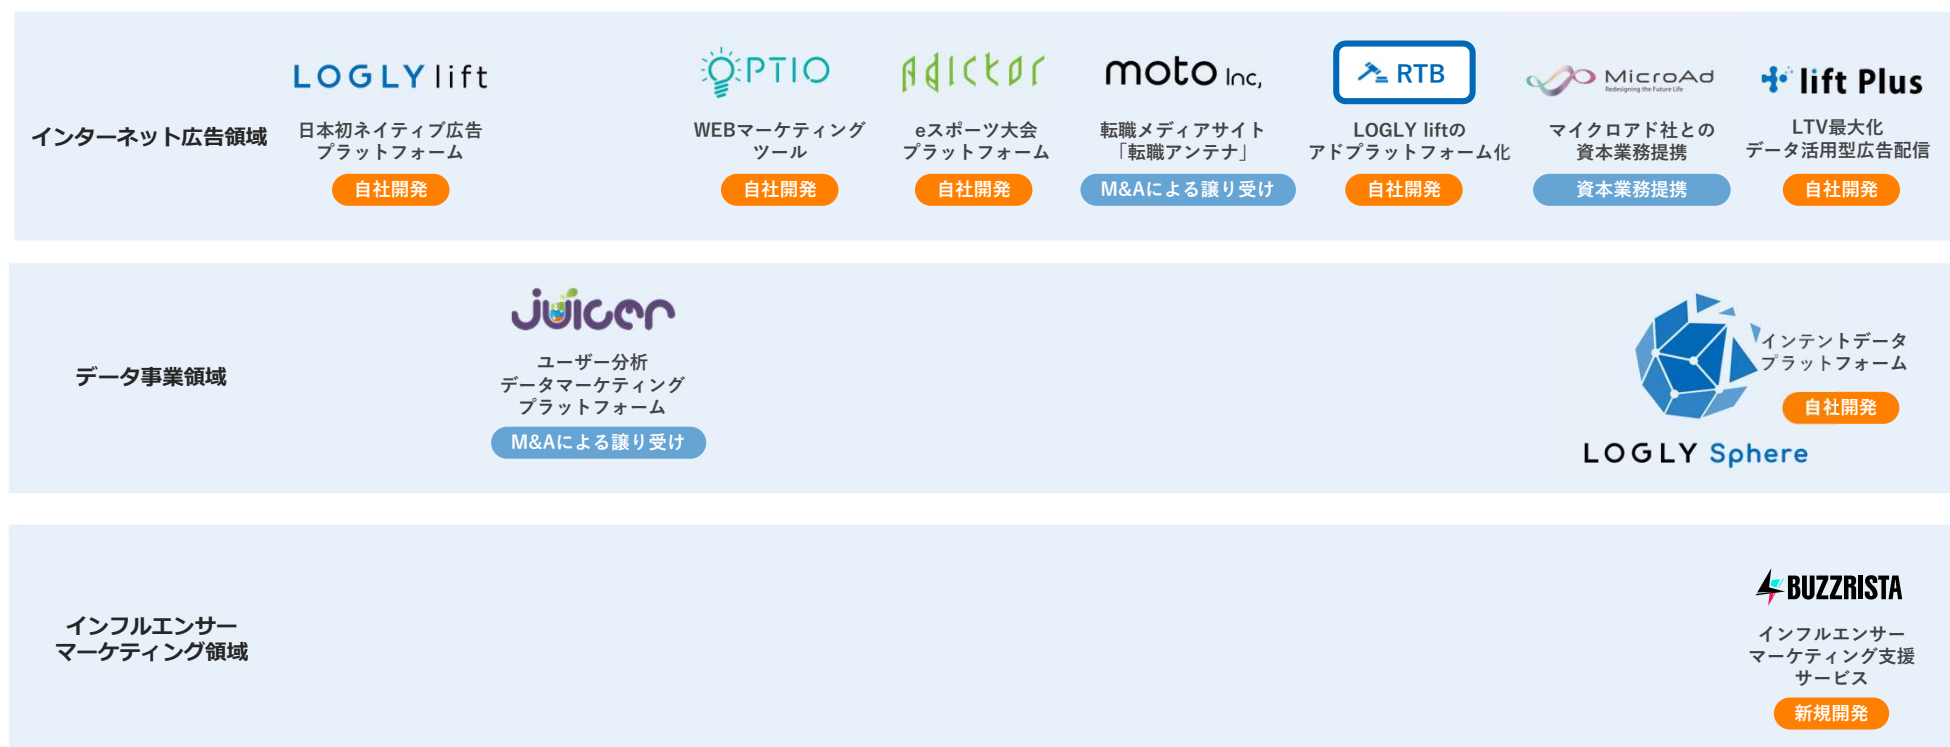 インターネット広告領域
LOGLY lift
日本初ネイティブ広告
プラットフォーム
自社開発
OPTIO
WEBマーケティング
ツール
自社開発
Adictor
eスポーツ大会
プラットフォーム
自社開発
moto Inc,
転職メディアサイト
「転職アンテナ」
M&Aによる譲り受け
RTB
LOGLY liftの
アドプラットフォーム化
自社開発
MicroAd
Redesigning the Future Life
マイクロアド社との
資本業務提携
資本業務提携
lift Plus
LTV最大化
データ活用型広告配信
自社開発
データ事業領域
juicer
ユーザー分析
データマーケティング
プラットフォーム
M&Aによる譲り受け
インテントデータ
プラットフォーム
自社開発
LOGLY Sphere
インフルエンサー
マーケティング領域
BUZZRISTA
インフルエンサー
マーケティング支援
サービス
新規開発